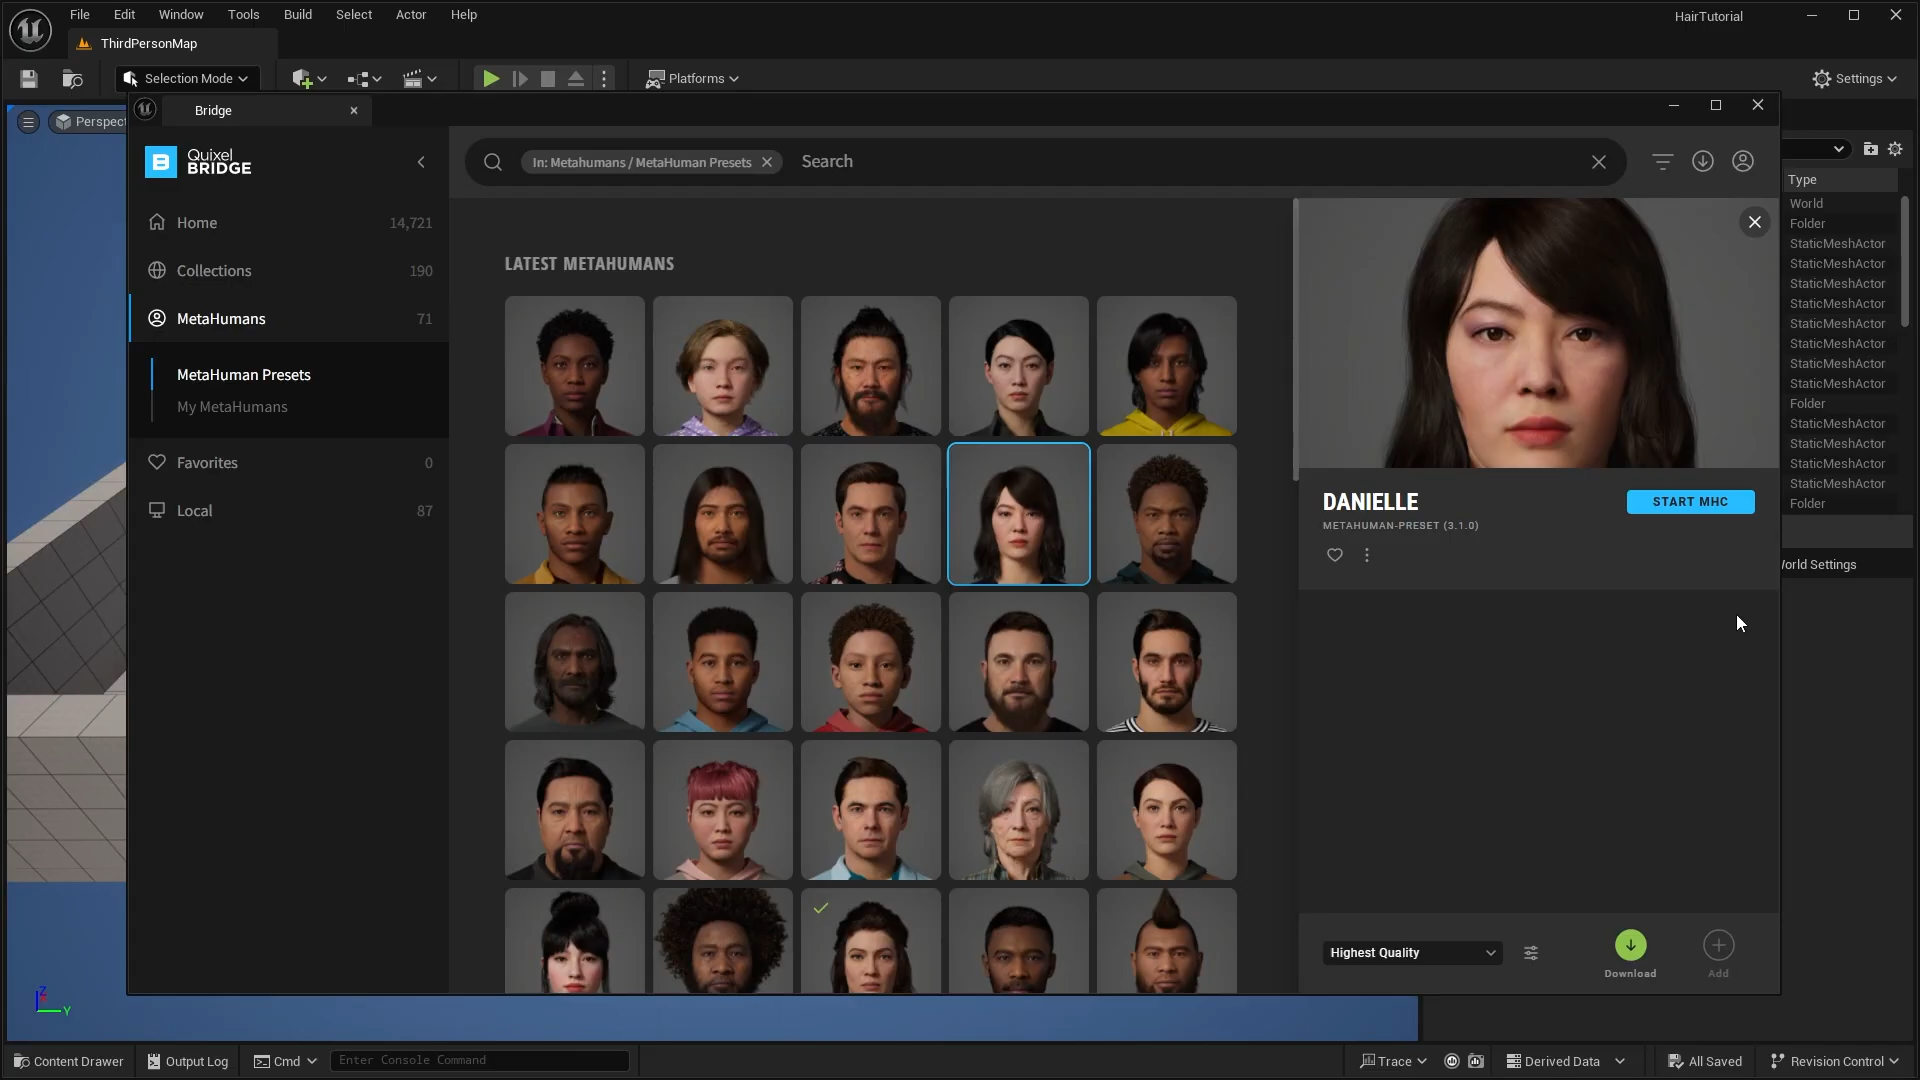 File Edit Window Tools Build Select Actor Help
HairTutorial
ThirdPersonMap
Selection Mode
Platforms
Settings
Bridge
Perspect
Quixel
BRIDGE
In: Metahumans / MetaHuman Presets
Search
Home 14,721
Collections 190
MetaHumans 71
MetaHuman Presets
My MetaHumans
Favorites 0
Local 87
LATEST METAHUMANS
DANIELLE
METAHUMAN-PRESET (3.1.0)
START MHC
Highest Quality
Download
Add
Type
World
Folder
StaticMeshActor
StaticMeshActor
StaticMeshActor
StaticMeshActor
StaticMeshActor
StaticMeshActor
StaticMeshActor
StaticMeshActor
Folder
StaticMeshActor
StaticMeshActor
StaticMeshActor
StaticMeshActor
Folder
orld Settings
Z
Y
Content Drawer
Output Log
Cmd
Enter Console Command
Trace
Derived Data
All Saved
Revision Control